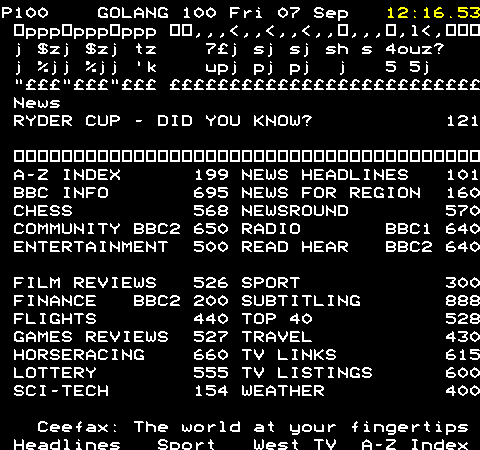 P100 GOLANG 100 Fri 07 Sep 12:16.53
j $zj $zj tz 7£j sj sj sh s 4ouz?
j %jj %jj 'k upj pj pj j 5 5j
"£££"£££"£££ ££££££££££££££££££££££££££
News
RYDER CUP - DID YOU KNOW? 121
A-Z INDEX 199 NEWS HEADLINES 101
BBC INFO 695 NEWS FOR REGION 160
CHESS 568 NEWSROUND 570
COMMUNITY BBC2 650 RADIO BBC1 640
ENTERTAINMENT 500 READ HEAR BBC2 640
FILM REVIEWS 526 SPORT 300
FINANCE BBC2 200 SUBTITLING 888
FLIGHTS 440 TOP 40 528
GAMES REVIEWS 527 TRAVEL 430
HORSERACING 660 TV LINKS 615
LOTTERY 555 TV LISTINGS 600
SCI-TECH 154 WEATHER 400
Ceefax: The world at your fingertips
Headlines Sport West TV A-Z Index